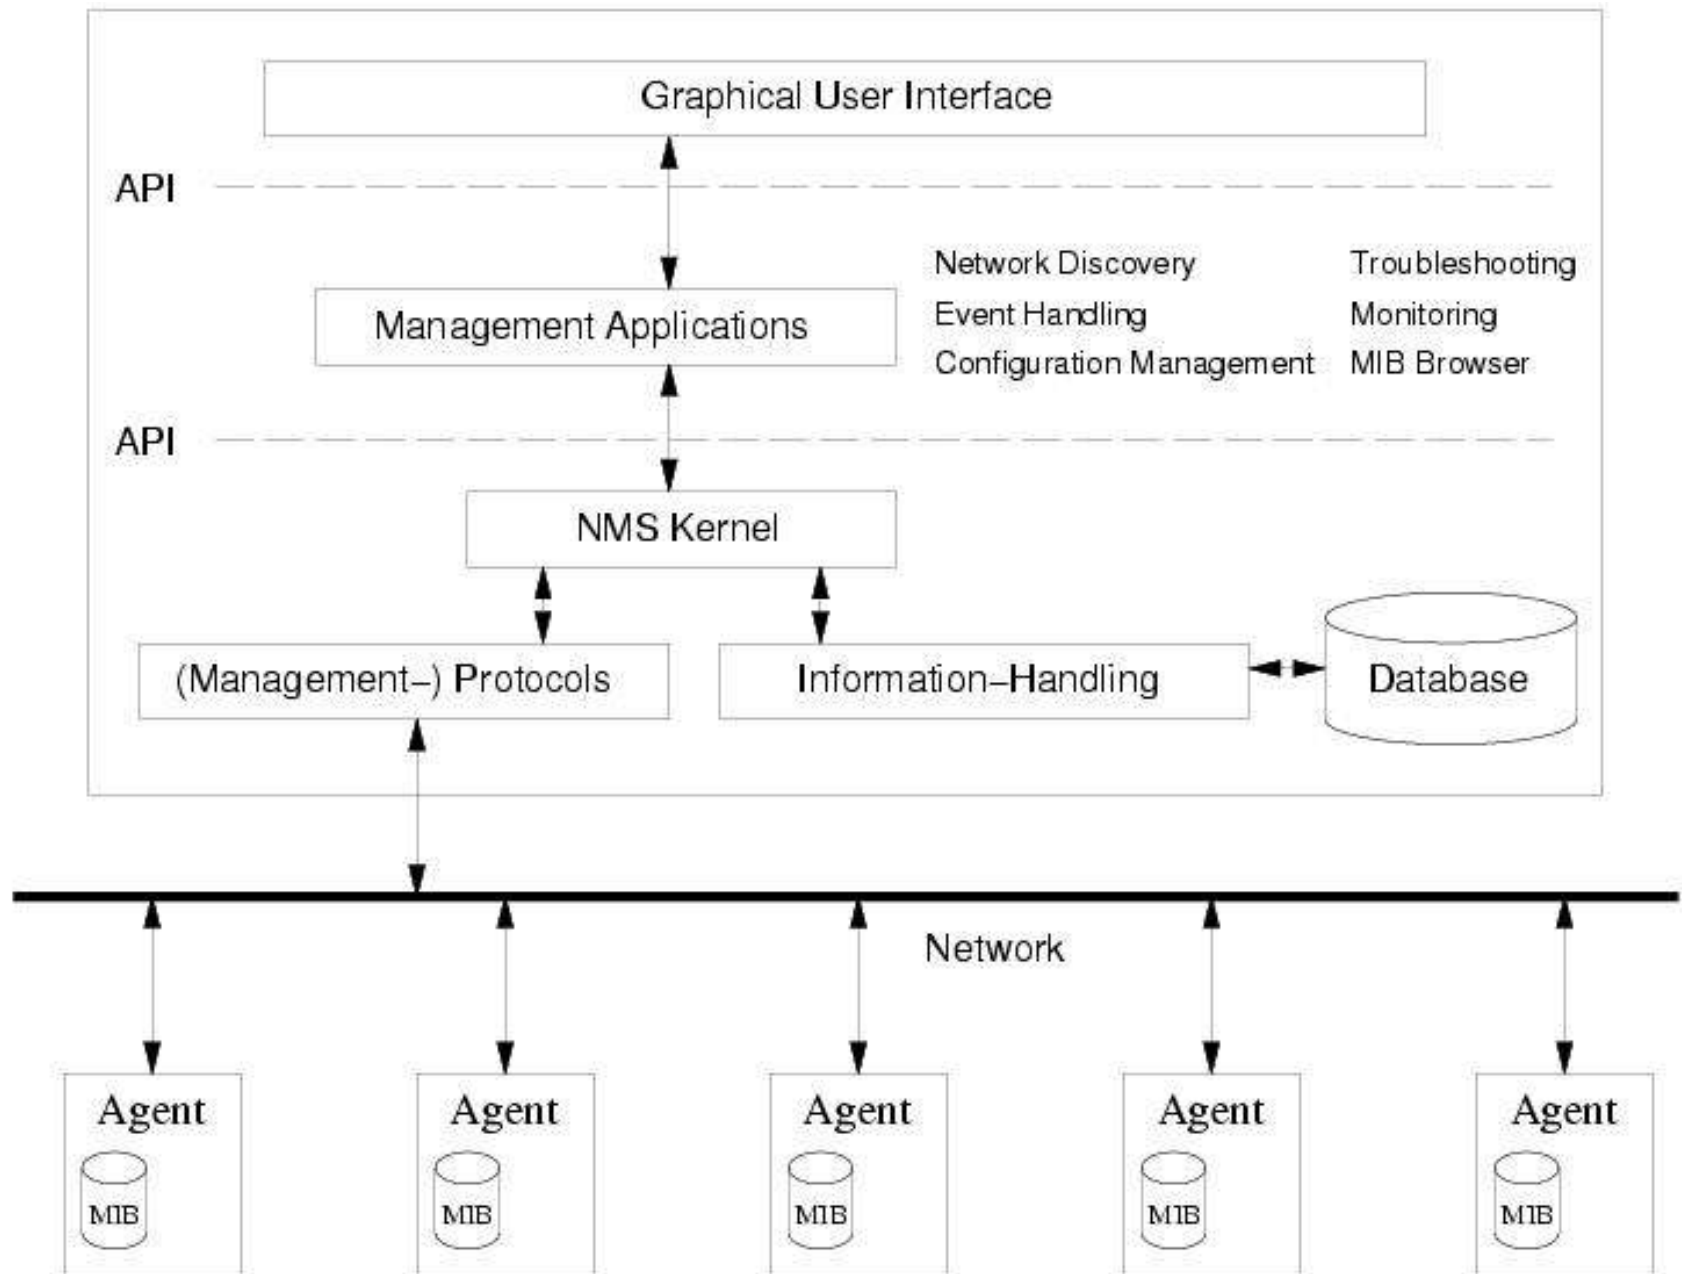 Graphical User Interface
API
Network Discovery
Troubleshooting
Management Applications
Event Handling
Monitoring
Configuration Management
MIB Browser
API
NMS Kernel
(Management–) Protocols
Information–Handling
Database
Network
Agent
Agent
Agent
Agent
Agent
MIB
MIB
MIB
MIB
MIB